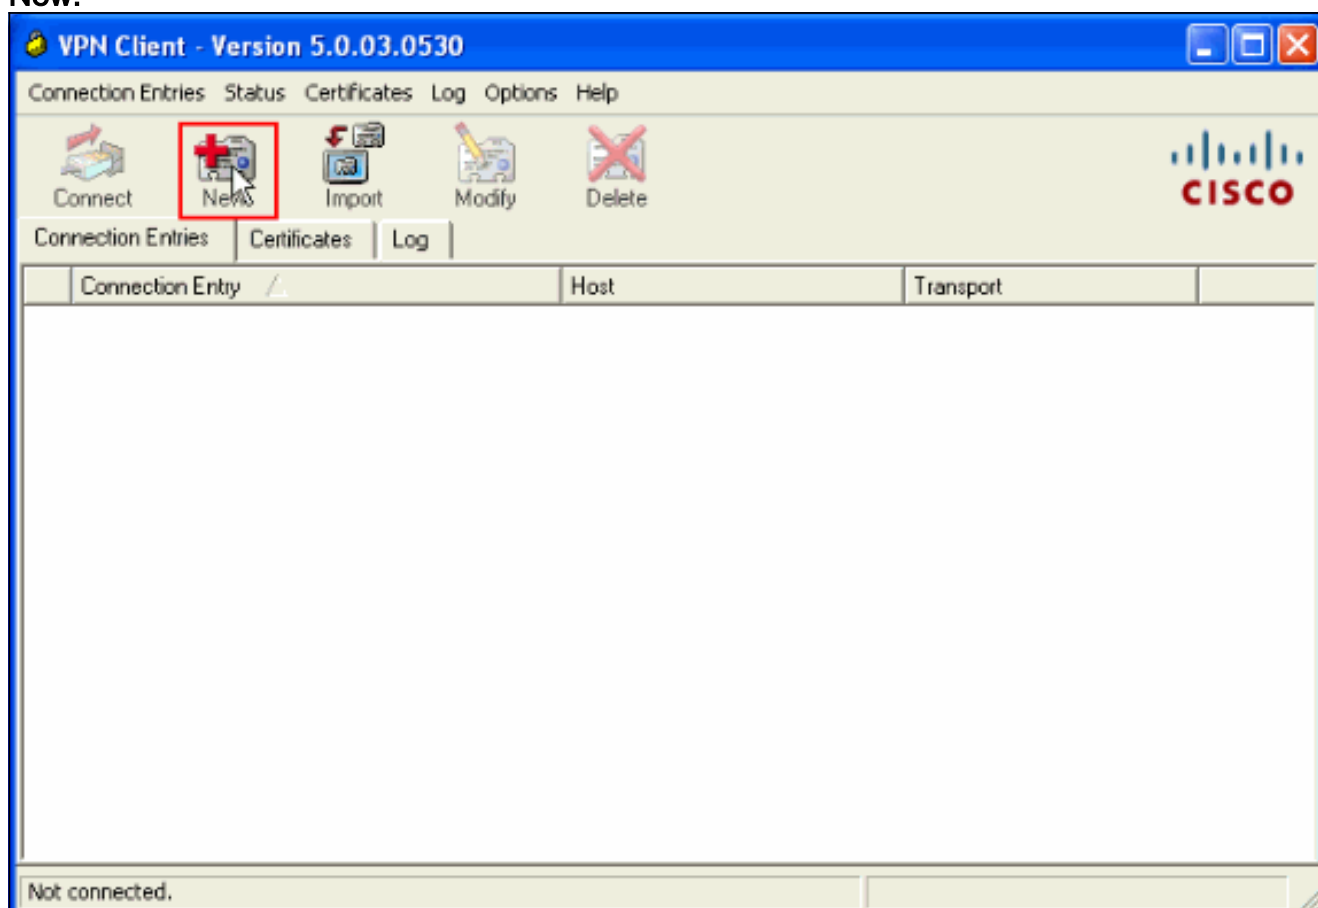 VPN Client - Version 5.0.03.0530
Connection Entries Status Certificates Log Options Help
Connect New Import Modify Delete
CISCO
Connection Entries Certificates Log
Connection Entry Host Transport
Not connected.